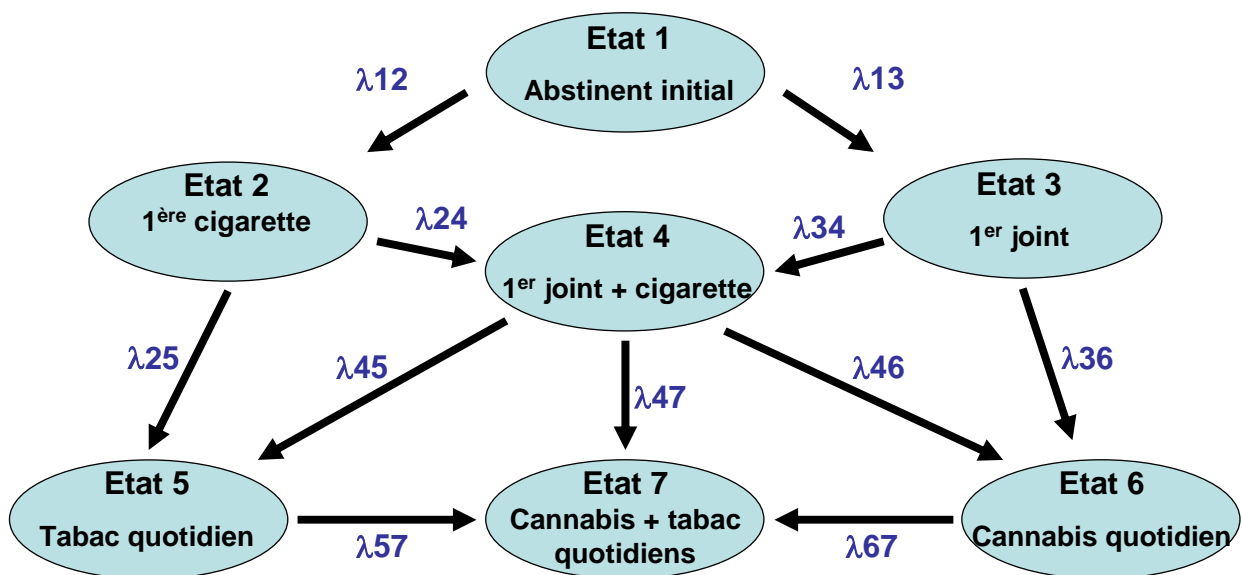 Etat 1
Abstinent initial
λ12
λ13
Etat 2
1ère cigarette
Etat 3
1er joint
λ24
λ34
Etat 4
1er joint + cigarette
λ25
λ45
λ47
λ46
λ36
Etat 5
Tabac quotidien
Etat 7
Cannabis + tabac
quotidiens
Etat 6
Cannabis quotidien
λ57
λ67